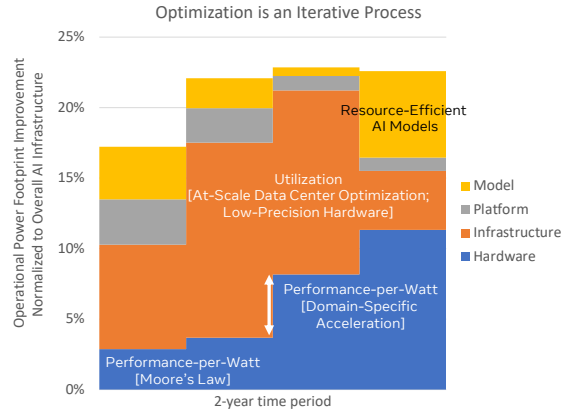 Optimization is an Iterative Process
Operational Power Footprint Improvement
Normalized to Overall AI Infrastructure
25%
20%
15%
10%
5%
0%
Resource-Efficient
AI Models
Utilization
[At-Scale Data Center Optimization;
Low-Precision Hardware]
Performance-per-Watt
[Domain-Specific
Acceleration]
Performance-per-Watt
[Moore's Law]
2-year time period
Model
Platform
Infrastructure
Hardware